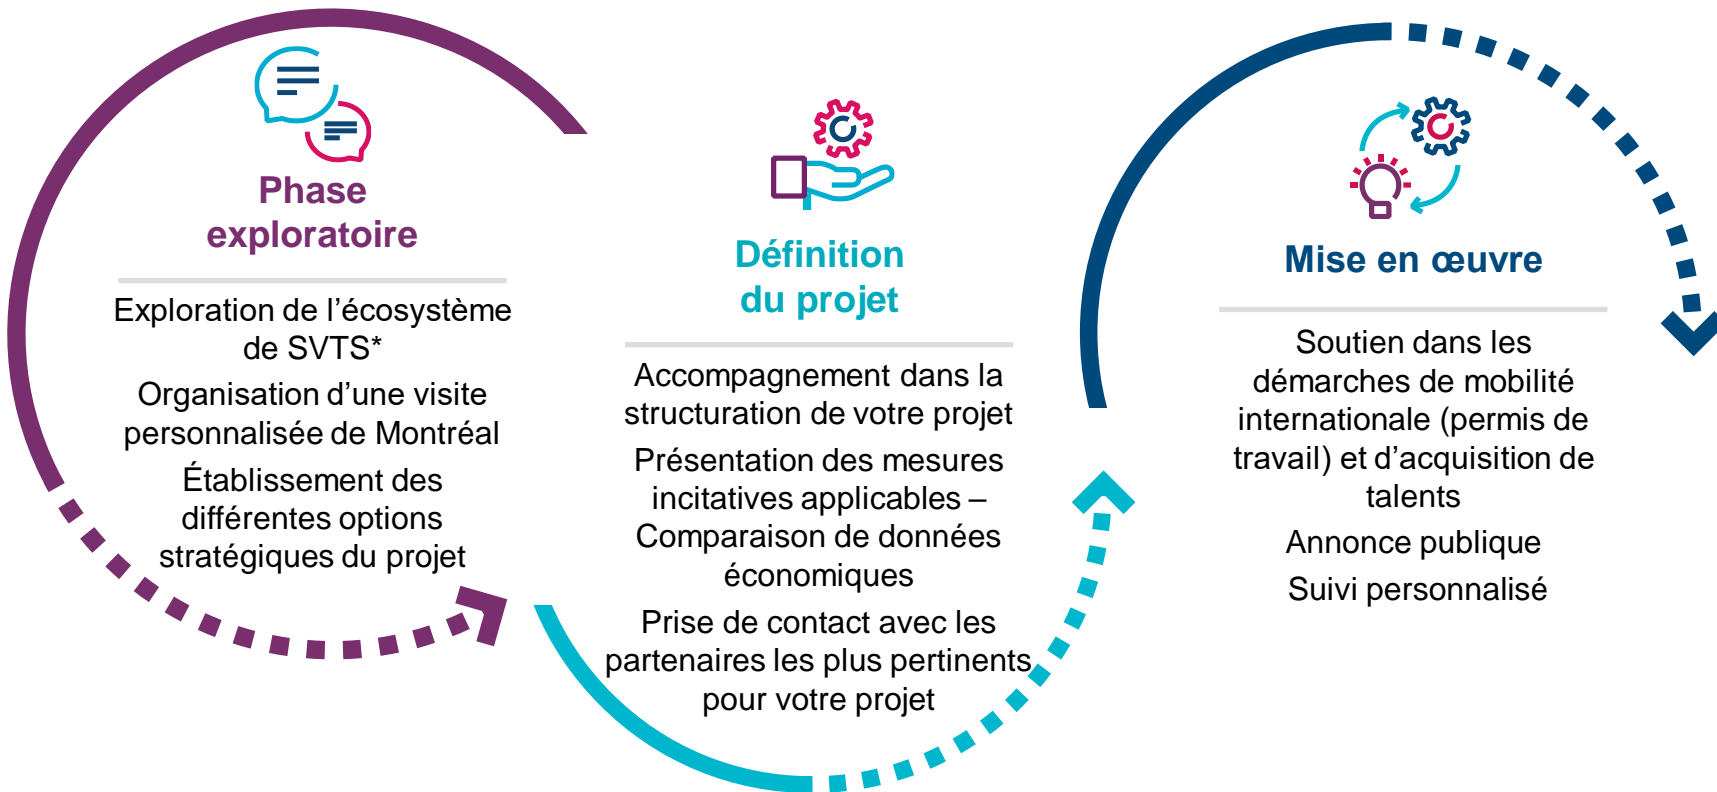 Phase
exploratoire
Exploration de l’écosystème
de SVTS*
Organisation d’une visite
personnalisée de Montréal
Établissement des
différentes options
stratégiques du projet
Définition
du projet
Accompagnement dans la
structuration de votre projet
Présentation des mesures
incitatives applicables –
Comparaison de données
économiques
Prise de contact avec les
partenaires les plus pertinents
pour votre projet
Mise en œuvre
Soutien dans les
démarches de mobilité
internationale (permis de
travail) et d’acquisition de
talents
Annonce publique
Suivi personnalisé